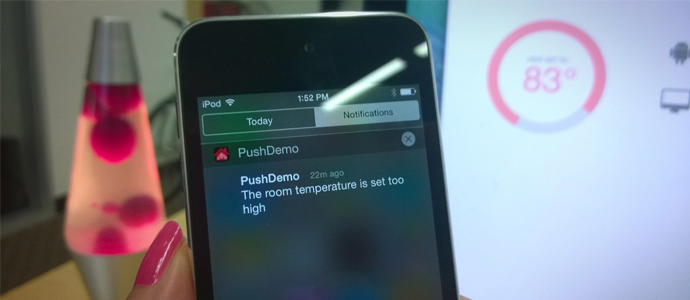 iPod 1:52 PM
Today Notifications
PushDemo
PushDemo 22m ago
The room temperature is set too
high
83°